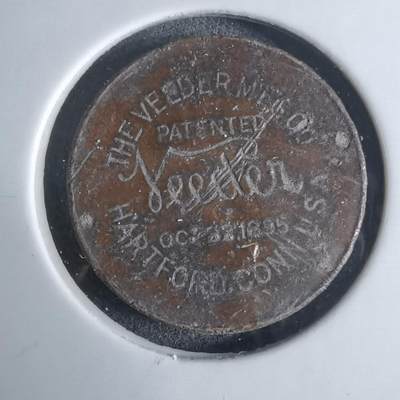 THE VEEDER MFG. CO.
PATENTED
Veeder
OCT 22 1895
HARTFORD. CONN. U.S.A.